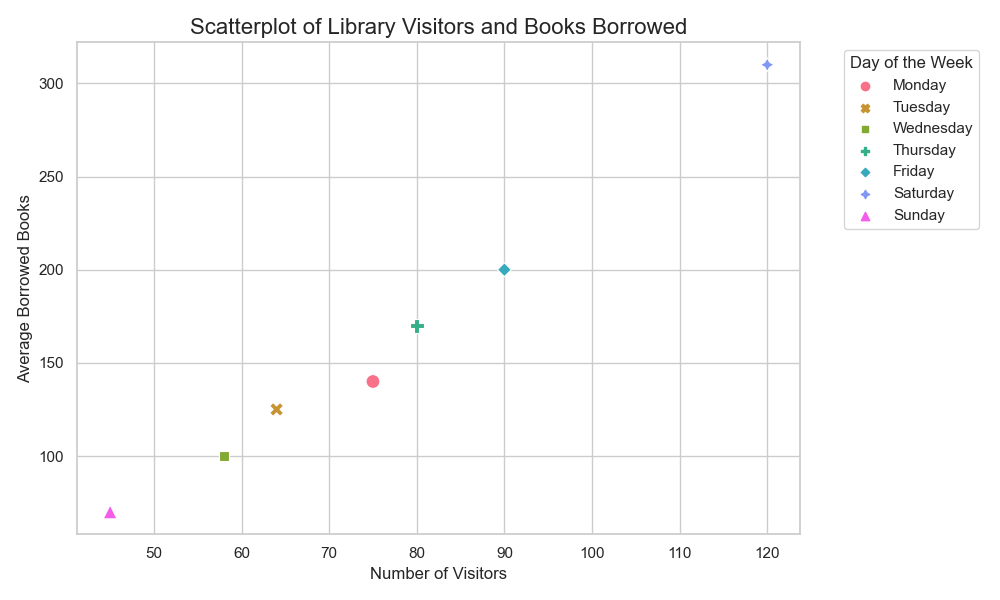 Scatterplot of Library Visitors and Books Borrowed
Average Borrowed Books
300
250
200
150
100
50
60
70
80
90
100
110
120
Number of Visitors
Day of the Week
Monday
Tuesday
Wednesday
Thursday
Friday
Saturday
Sunday